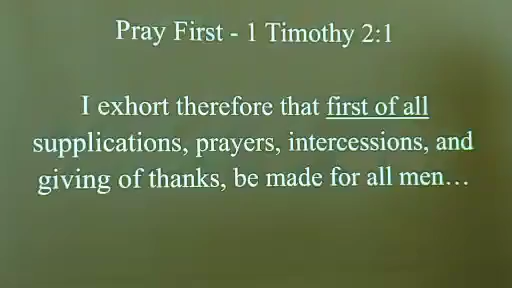 Pray First - 1 Timothy 2:1
I exhort therefore that first of all
supplications, prayers, intercessions, and
giving of thanks, be made for all men…